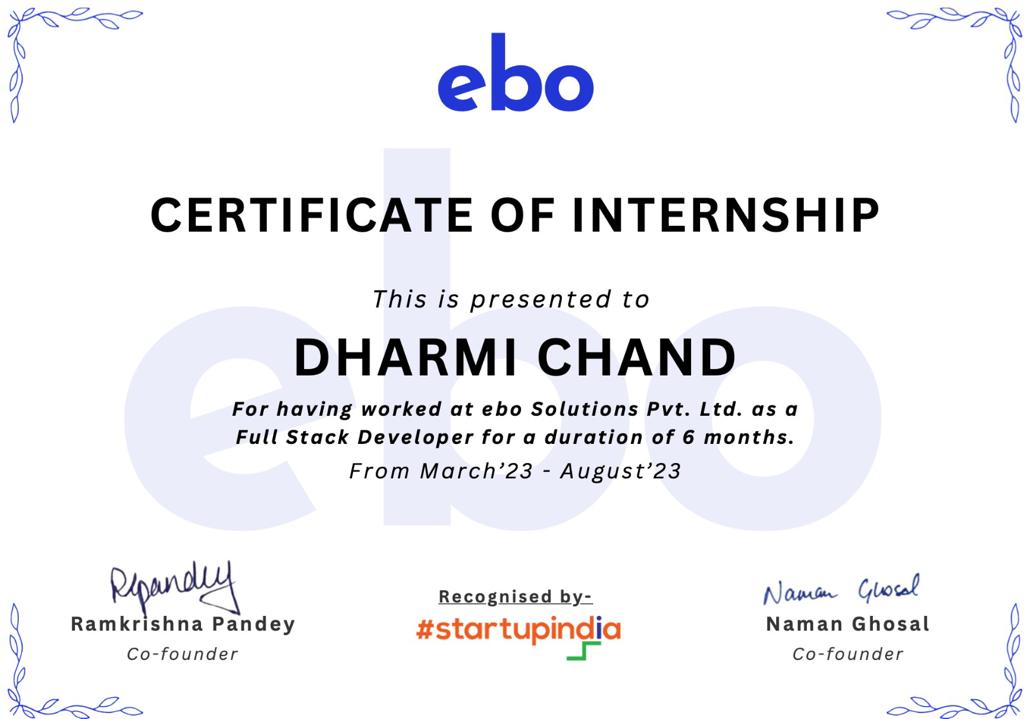 ebo
CERTIFICATE OF INTERNSHIP
This is presented to
DHARMI CHAND
For having worked at ebo Solutions Pvt. Ltd. as a
Full Stack Developer for a duration of 6 months.
From March’23 - August’23
Rpandey
Ramkrishna Pandey
Co-founder
Recognised by-
#startupindia
Naman Ghosal
Naman Ghosal
Co-founder